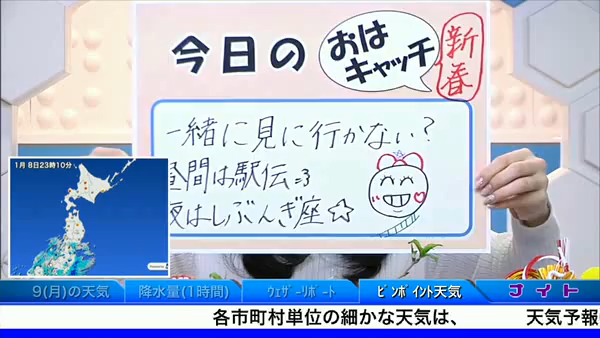 今日の
おは
キャッチ
新春
一緒に見に行かない?
昼間は駅伝=3
夜はしぶんぎ座☆
1月 8日23時10分
9(月)の天気
降水量(1時間)
ｳｪｻﾞｰﾘﾎﾟｰﾄ
ﾋﾟﾝﾎﾟｲﾝﾄ天気
ナイト
各市町村単位の細かな天気は、
天気予報